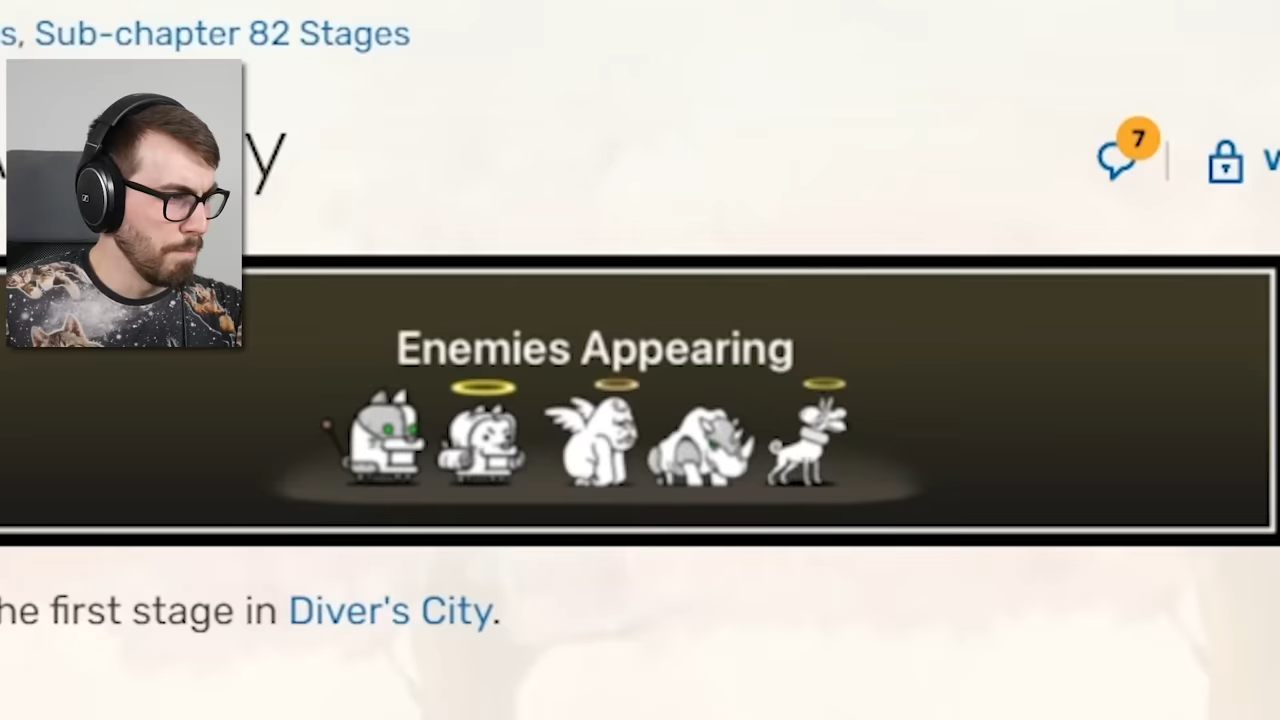 s, Sub-chapter 82 Stages
y
7
Enemies Appearing
he first stage in Diver's City.